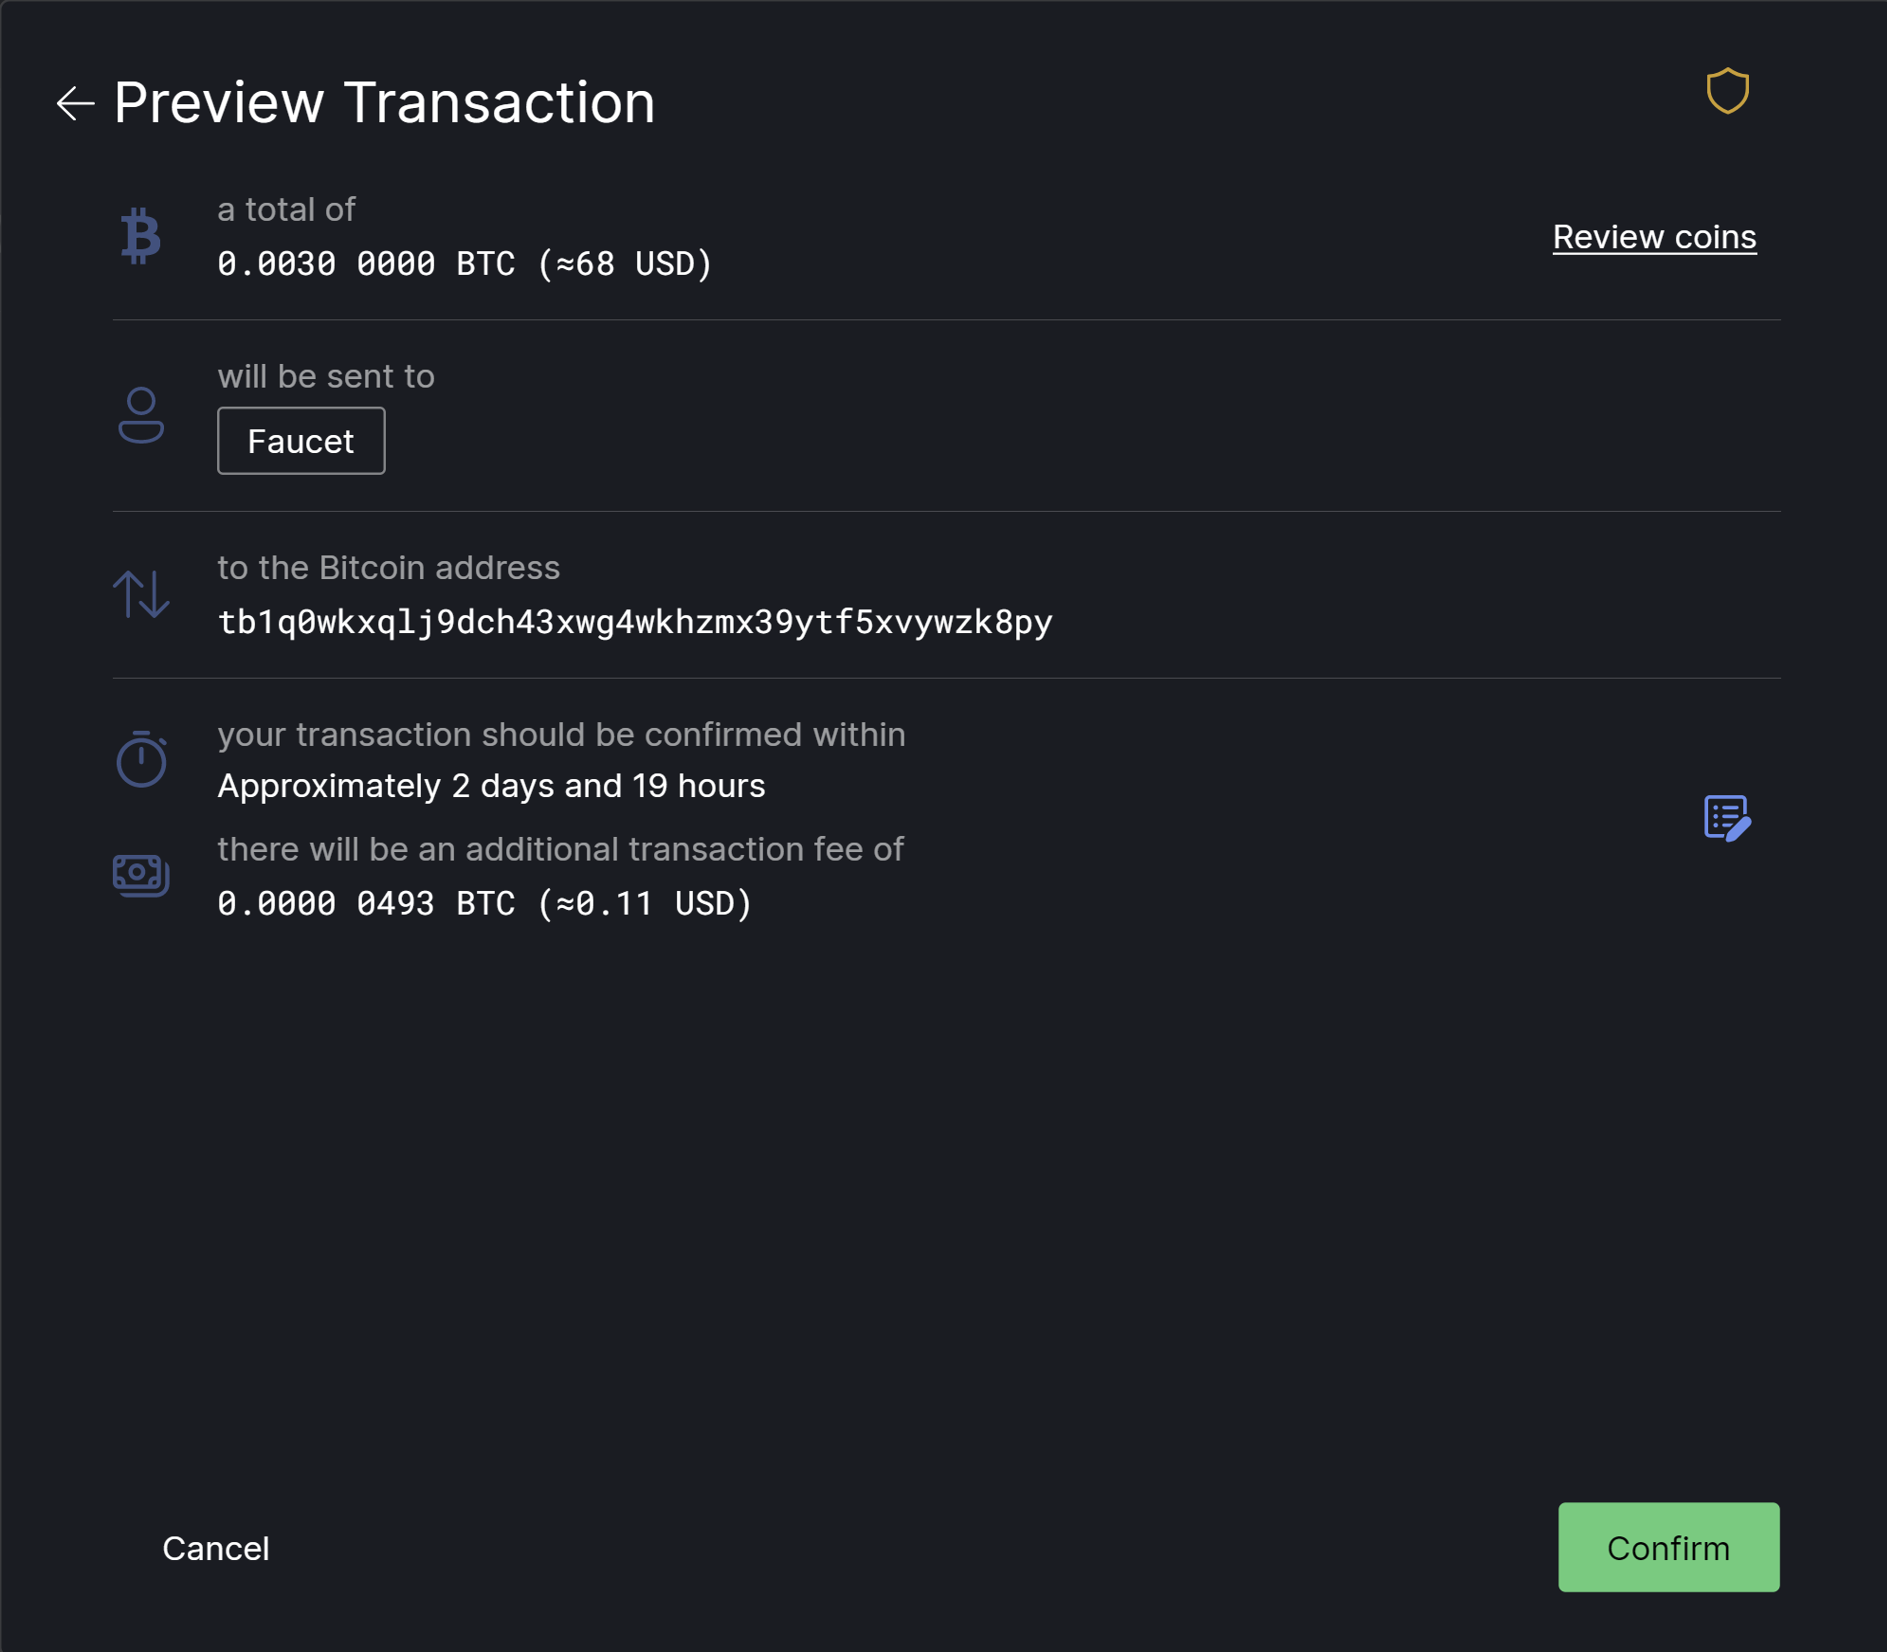 Preview Transaction
a total of
0.0030 0000 BTC (≈68 USD)
Review coins
will be sent to
Faucet
to the Bitcoin address
tb1q0wkxqlj9dch43xwg4wkhzmx39ytf5xvywzk8py
your transaction should be confirmed within
Approximately 2 days and 19 hours
there will be an additional transaction fee of
0.0000 0493 BTC (≈0.11 USD)
Cancel
Confirm